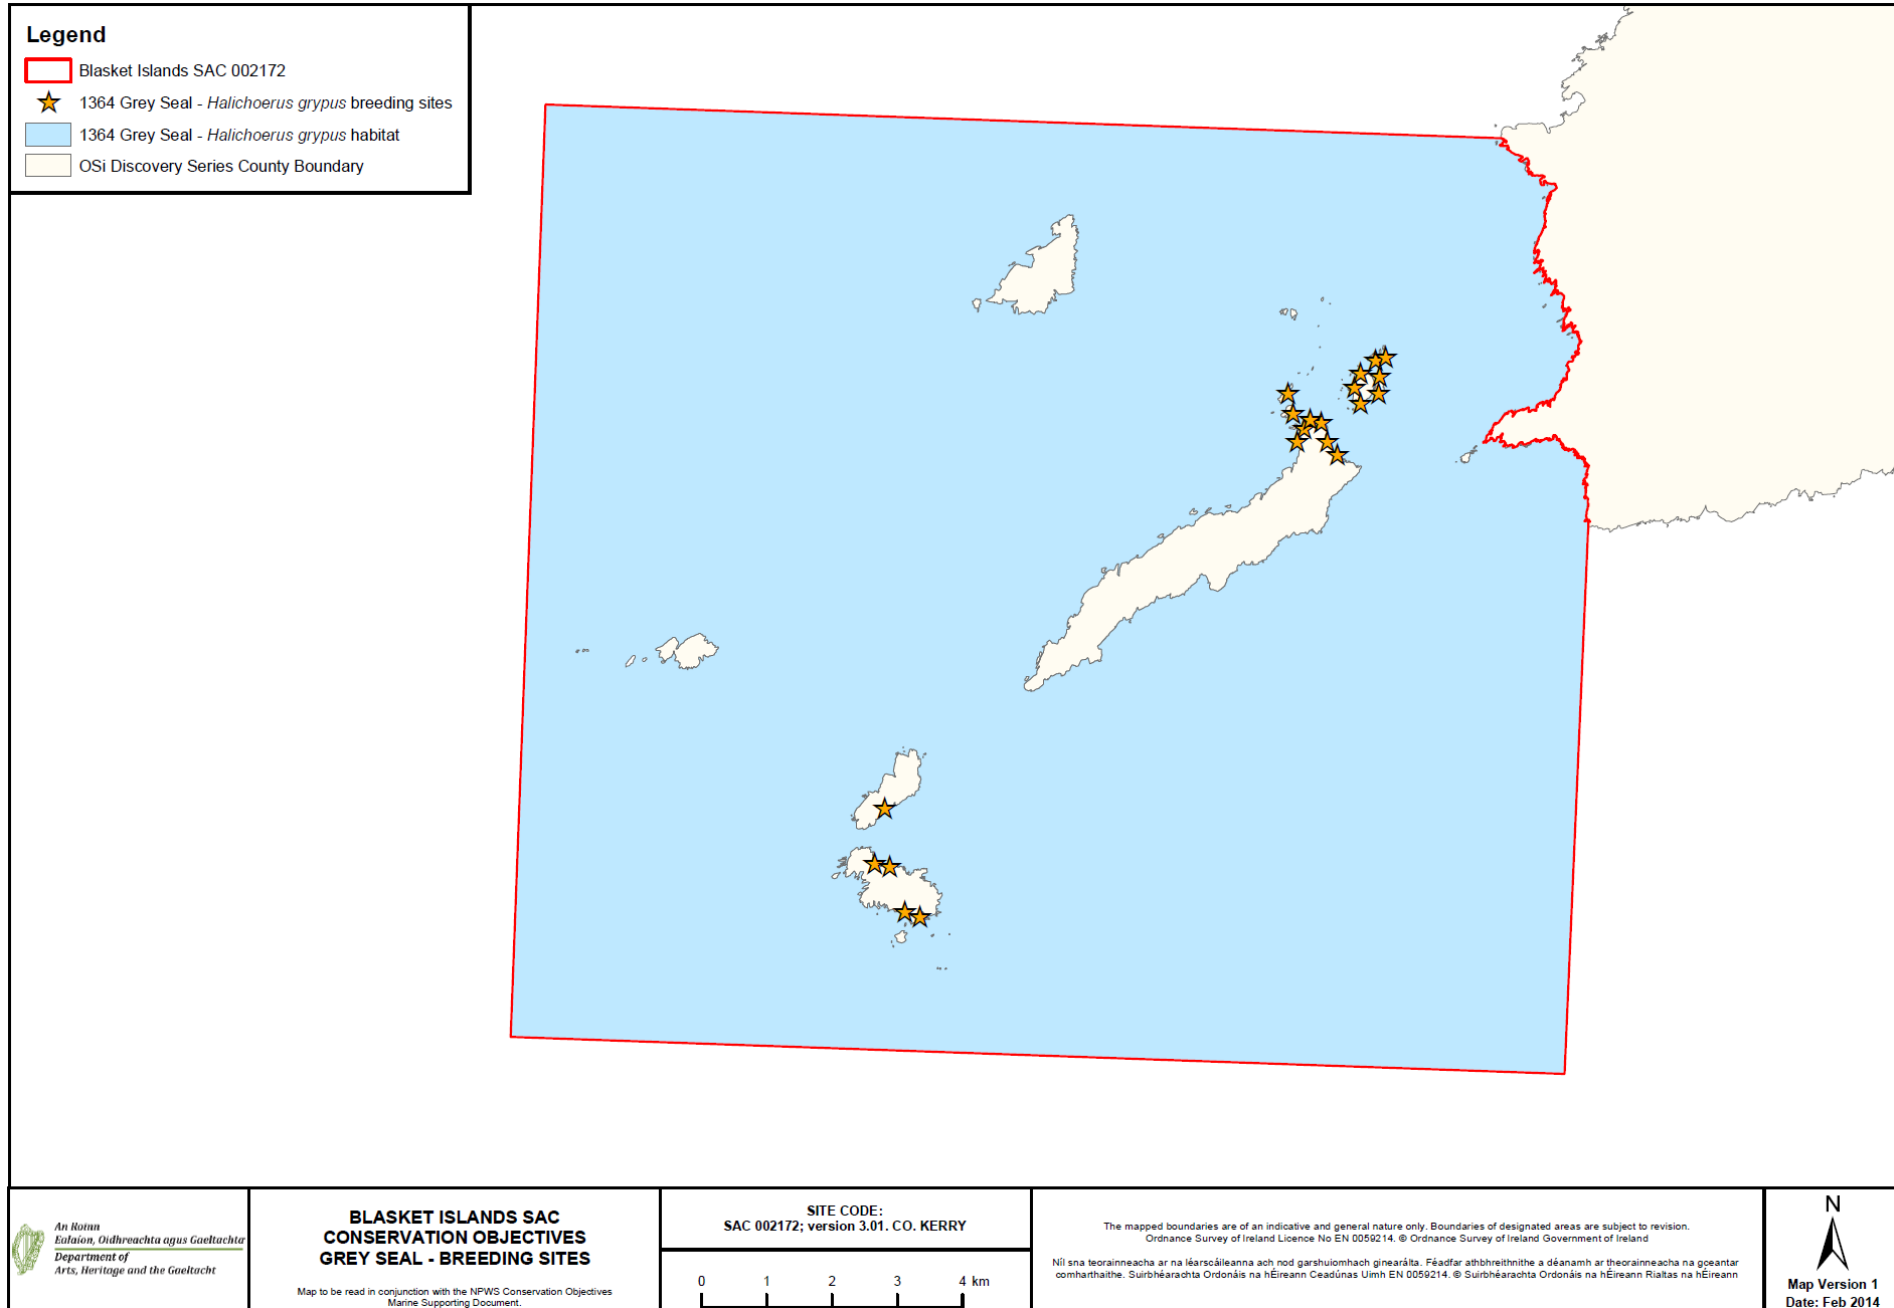 Legend
Blasket Islands SAC 002172
1364 Grey Seal - Halichoerus grypus breeding sites
1364 Grey Seal - Halichoerus grypus habitat
OSi Discovery Series County Boundary
An Roinn
Ealaíon, Oidhreachta agus Gaeltachta
Department of
Arts, Heritage and the Gaeltacht
BLASKET ISLANDS SAC
CONSERVATION OBJECTIVES
GREY SEAL - BREEDING SITES
Map to be read in conjunction with the NPWS Conservation Objectives
Marine Supporting Document.
SITE CODE:
SAC 002172; version 3.01. CO. KERRY
0 1 2 3 4 km
The mapped boundaries are of an indicative and general nature only. Boundaries of designated areas are subject to revision.
Ordnance Survey of Ireland Licence No EN 0059214. © Ordnance Survey of Ireland Government of Ireland
Níl sna teorainneacha ar na léarscáileanna ach nod garshuiomhach ginearálta. Féadfar athbhreithnithe a déanamh ar theorainneacha na gceantar
comharthaithe. Suirbhéarachta Ordonáis na hÉireann Ceadúnas Uimh EN 0059214. © Suirbhéarachta Ordonáis na hÉireann Rialtas na hÉireann
N
Map Version 1
Date: Feb 2014